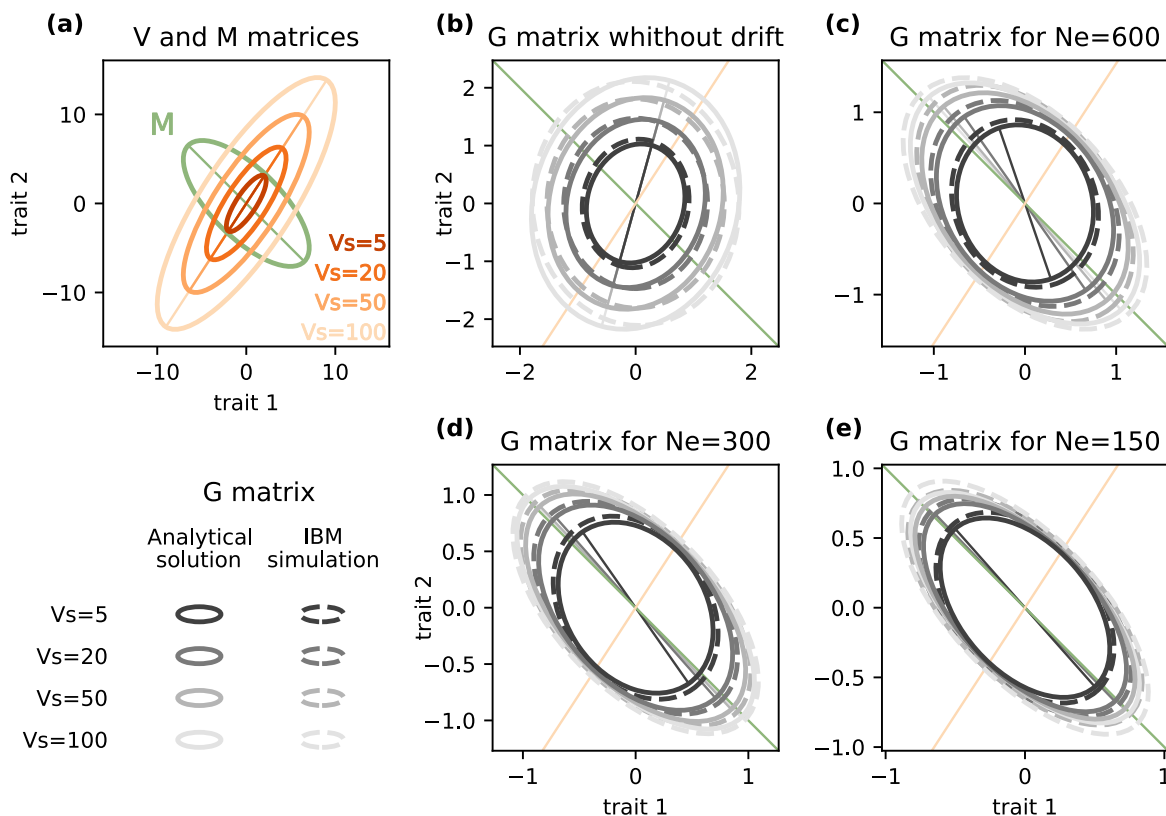 (a)
V and M matrices
M
Vs=5
Vs=20
Vs=50
Vs=100
10
0
−10
−10
0
10
trait 2
trait 1
(b)
G matrix whithout drift
2
1
0
−1
−2
−2
0
2
(c)
G matrix for Ne=600
1
0
−1
−1
0
1
G matrix
Analytical solution
IBM simulation
Vs=5
Vs=20
Vs=50
Vs=100
(d)
G matrix for Ne=300
1.0
0.5
0.0
−0.5
−1.0
−1
0
1
trait 2
trait 1
(e)
G matrix for Ne=150
1.0
0.5
0.0
−0.5
−1.0
−1
0
1
trait 1